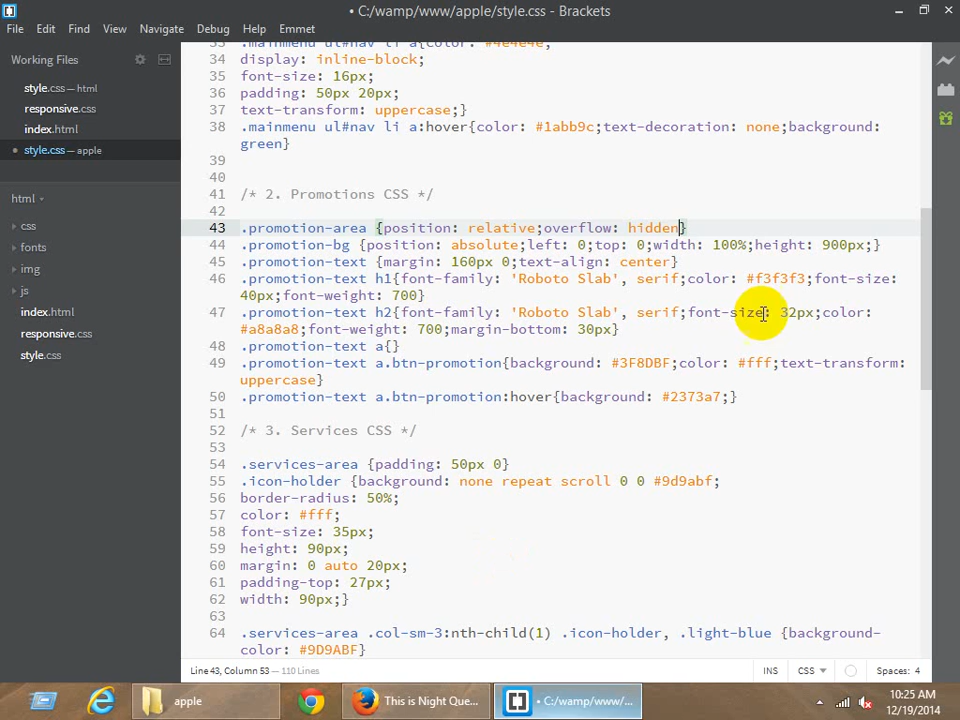 • C:/wamp/www/apple/style.css - Brackets
File Edit Find View Navigate Debug Help Emmet
Working Files
style.css — html
responsive.css
index.html
• style.css — apple
html
css
fonts
img
js
index.html
responsive.css
style.css
33 .mainmenu ul#nav li a{color: #4e4e4e;
34 display: inline-block;
35 font-size: 16px;
36 padding: 50px 20px;
37 text-transform: uppercase;}
38 .mainmenu ul#nav li a:hover{color: #1abb9c;text-decoration: none;background:
green}
39
40
41 /* 2. Promotions CSS */
42
43 .promotion-area {position: relative;overflow: hidden}
44 .promotion-bg {position: absolute;left: 0;top: 0;width: 100%;height: 900px;}
45 .promotion-text {margin: 160px 0;text-align: center}
46 .promotion-text h1{font-family: 'Roboto Slab', serif;color: #f3f3f3;font-size:
40px;font-weight: 700}
47 .promotion-text h2{font-family: 'Roboto Slab', serif;font-size: 32px;color:
#a8a8a8;font-weight: 700;margin-bottom: 30px}
48 .promotion-text a{}
49 .promotion-text a.btn-promotion{background: #3F8DBF;color: #fff;text-transform:
uppercase}
50 .promotion-text a.btn-promotion:hover{background: #2373a7;}
51
52 /* 3. Services CSS */
53
54 .services-area {padding: 50px 0}
55 .icon-holder {background: none repeat scroll 0 0 #9d9abf;
56 border-radius: 50%;
57 color: #fff;
58 font-size: 35px;
59 height: 90px;
60 margin: 0 auto 20px;
61 padding-top: 27px;
62 width: 90px;}
63
64 .services-area .col-sm-3:nth-child(1) .icon-holder, .light-blue {background-
color: #9D9ABF}
Line 43, Column 53 — 110 Lines
INS CSS Spaces: 4
apple
This is Night Que...
• C:/wamp/www/ap...
10:25 AM
12/19/2014